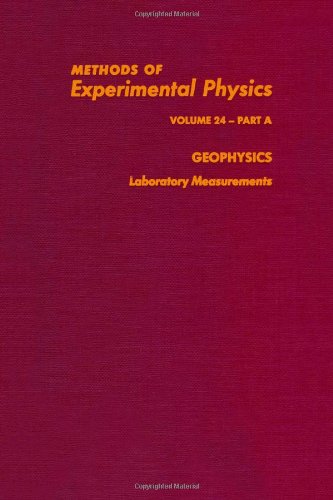 METHODS OF
Experimental Physics
VOLUME 24 – PART A
GEOPHYSICS
Laboratory Measurements